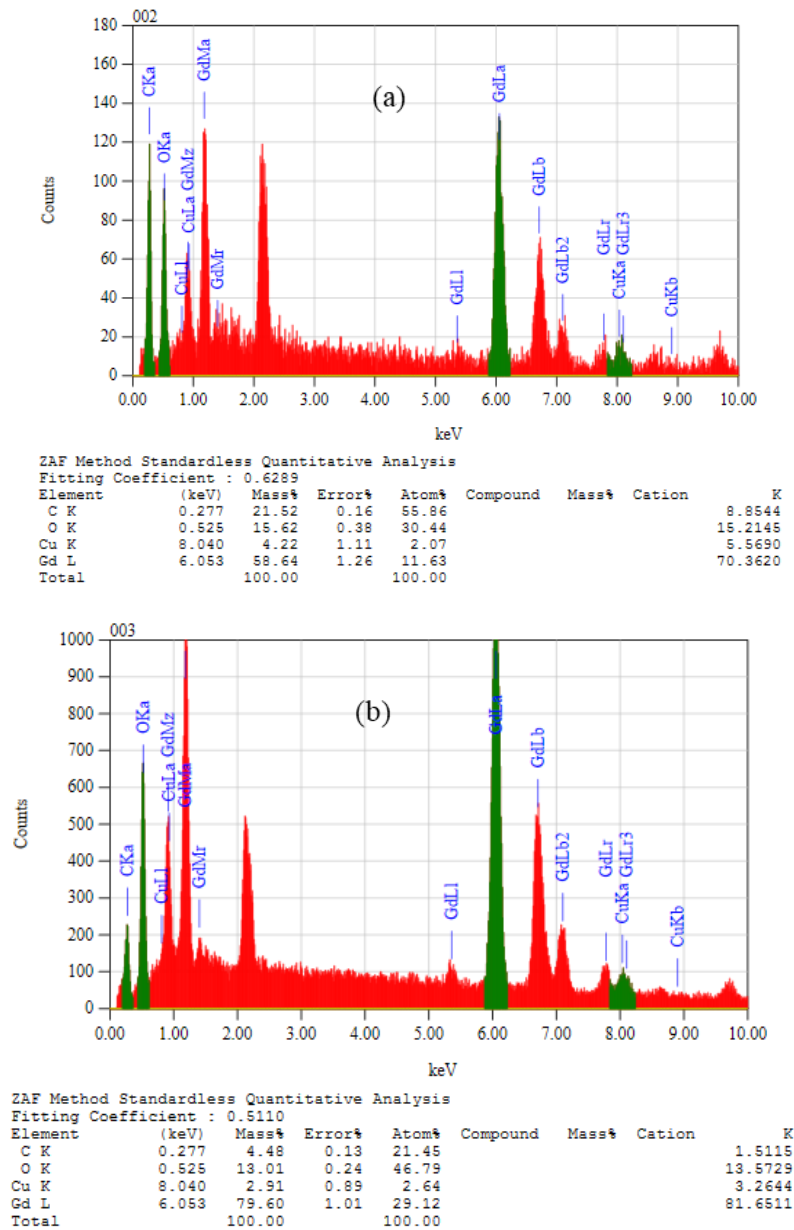 002
180
160
140
120
100
80
60
40
20
0
Counts
CKa
OKa
CuLl
CuLa GdMz
GdMa
GdMr
(a)
GdLl
GdLa
GdLb
GdLb2
GdLr
CuKa GdLr3
CuKb
0.00 1.00 2.00 3.00 4.00 5.00 6.00 7.00 8.00 9.00 10.00
keV
ZAF Method Standardless Quantitative Analysis
Fitting Coefficient : 0.6289
Element (keV) Mass% Error% Atom% Compound Mass% Cation K
C K 0.277 21.52 0.16 55.86 8.8544
O K 0.525 15.62 0.38 30.44 15.2145
Cu K 8.040 4.22 1.11 2.07 5.5690
Gd L 6.053 58.64 1.26 11.63 70.3620
Total 100.00 100.00
003
1000
900
800
700
600
500
400
300
200
100
0
Counts
CKa
OKa
CuLl
CuLa GdMz
GdMa
GdMr
(b)
GdLl
GdLa
GdLb
GdLb2
GdLr
CuKa GdLr3
CuKb
0.00 1.00 2.00 3.00 4.00 5.00 6.00 7.00 8.00 9.00 10.00
keV
ZAF Method Standardless Quantitative Analysis
Fitting Coefficient : 0.5110
Element (keV) Mass% Error% Atom% Compound Mass% Cation K
C K 0.277 4.48 0.13 21.45 1.5115
O K 0.525 13.01 0.24 46.79 13.5729
Cu K 8.040 2.91 0.89 2.64 3.2644
Gd L 6.053 79.60 1.01 29.12 81.6511
Total 100.00 100.00